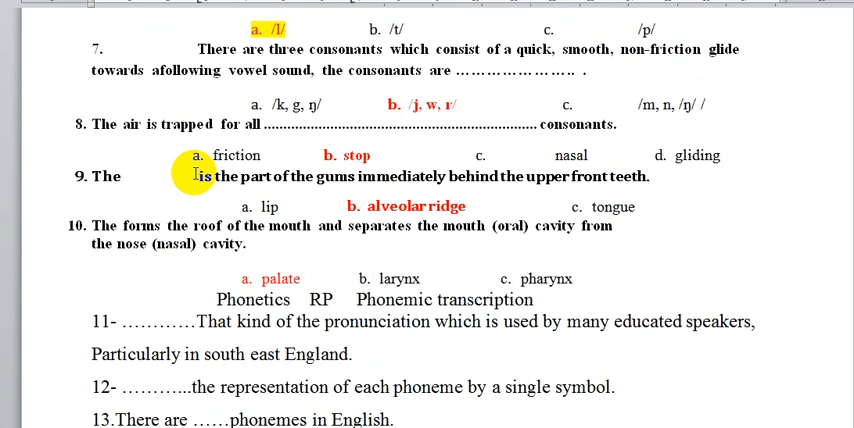 a. /l/ b. /t/ c. /p/
7. There are three consonants which consist of a quick, smooth, non-friction glide
towards afollowing vowel sound, the consonants are …………………….. .
a. /k, g, ŋ/ b. /j, w, r/ c. /m, n, /ŋ/ /
8. The air is trapped for all ...................................................................... consonants.
a. friction b. stop c. nasal d. gliding
9. The is the part of the gums immediately behind the upper front teeth.
a. lip b. alveolar ridge c. tongue
10. The forms the roof of the mouth and separates the mouth (oral) cavity from
the nose (nasal) cavity.
a. palate b. larynx c. pharynx
Phonetics RP Phonemic transcription
11- …………That kind of the pronunciation which is used by many educated speakers,
Particularly in south east England.
12- ………...the representation of each phoneme by a single symbol.
13.There are ……phonemes in English.